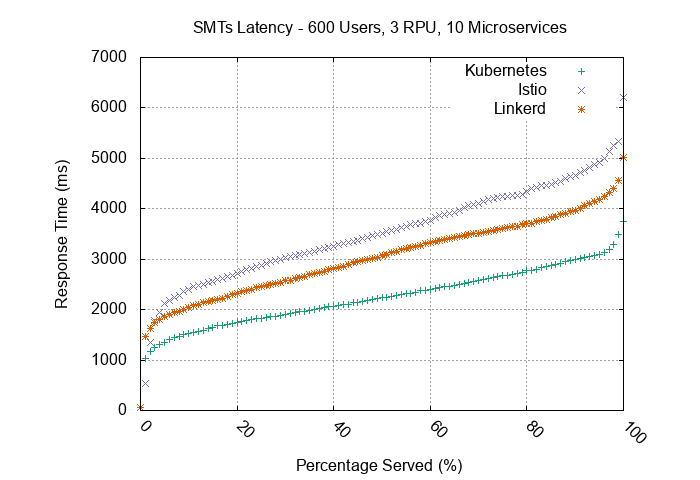 SMTs Latency - 600 Users, 3 RPU, 10 Microservices
7000
6000
5000
4000
3000
2000
1000
0
Response Time (ms)
Kubernetes
Istio
Linkerd
0
20
40
60
80
100
Percentage Served (%)